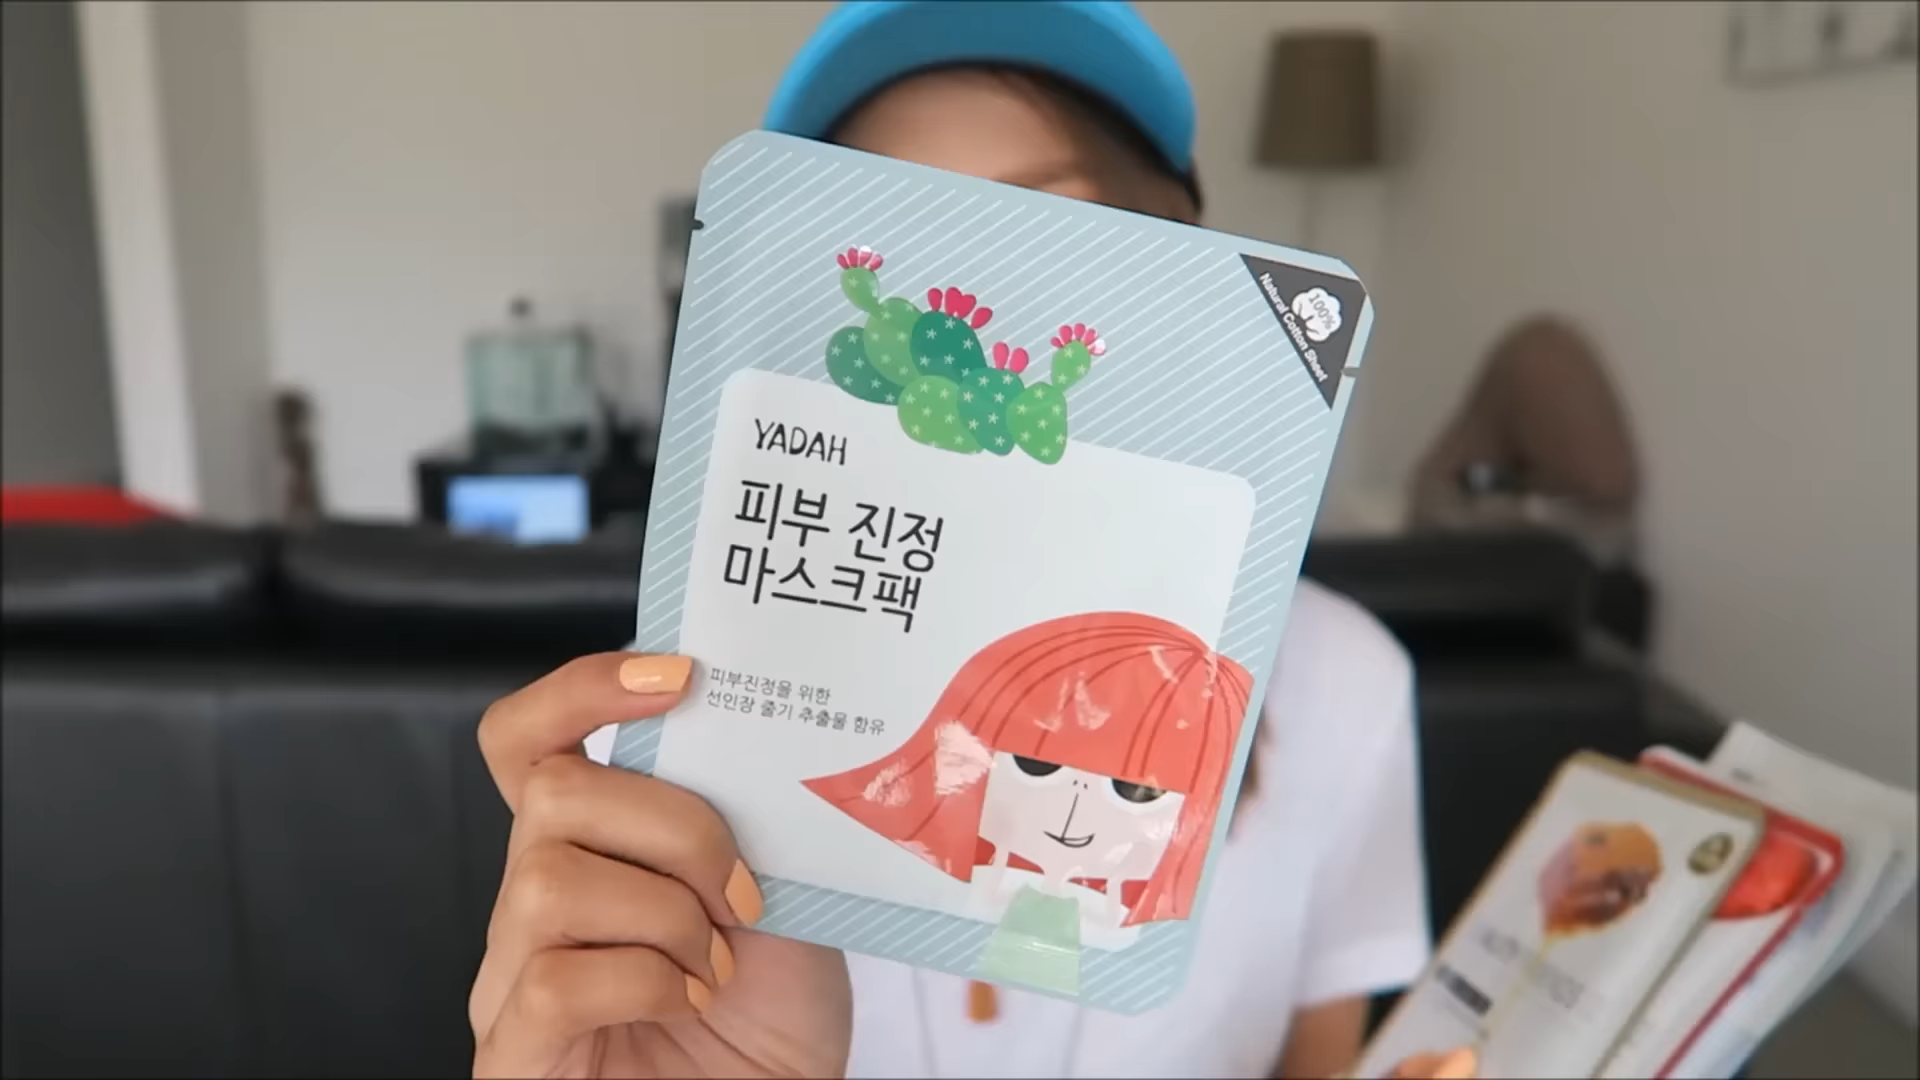 100%
Natural Cotton Sheet
YADAH
피부 진정
마스크팩
피부진정을 위한
선인장 줄기 추출물 함유